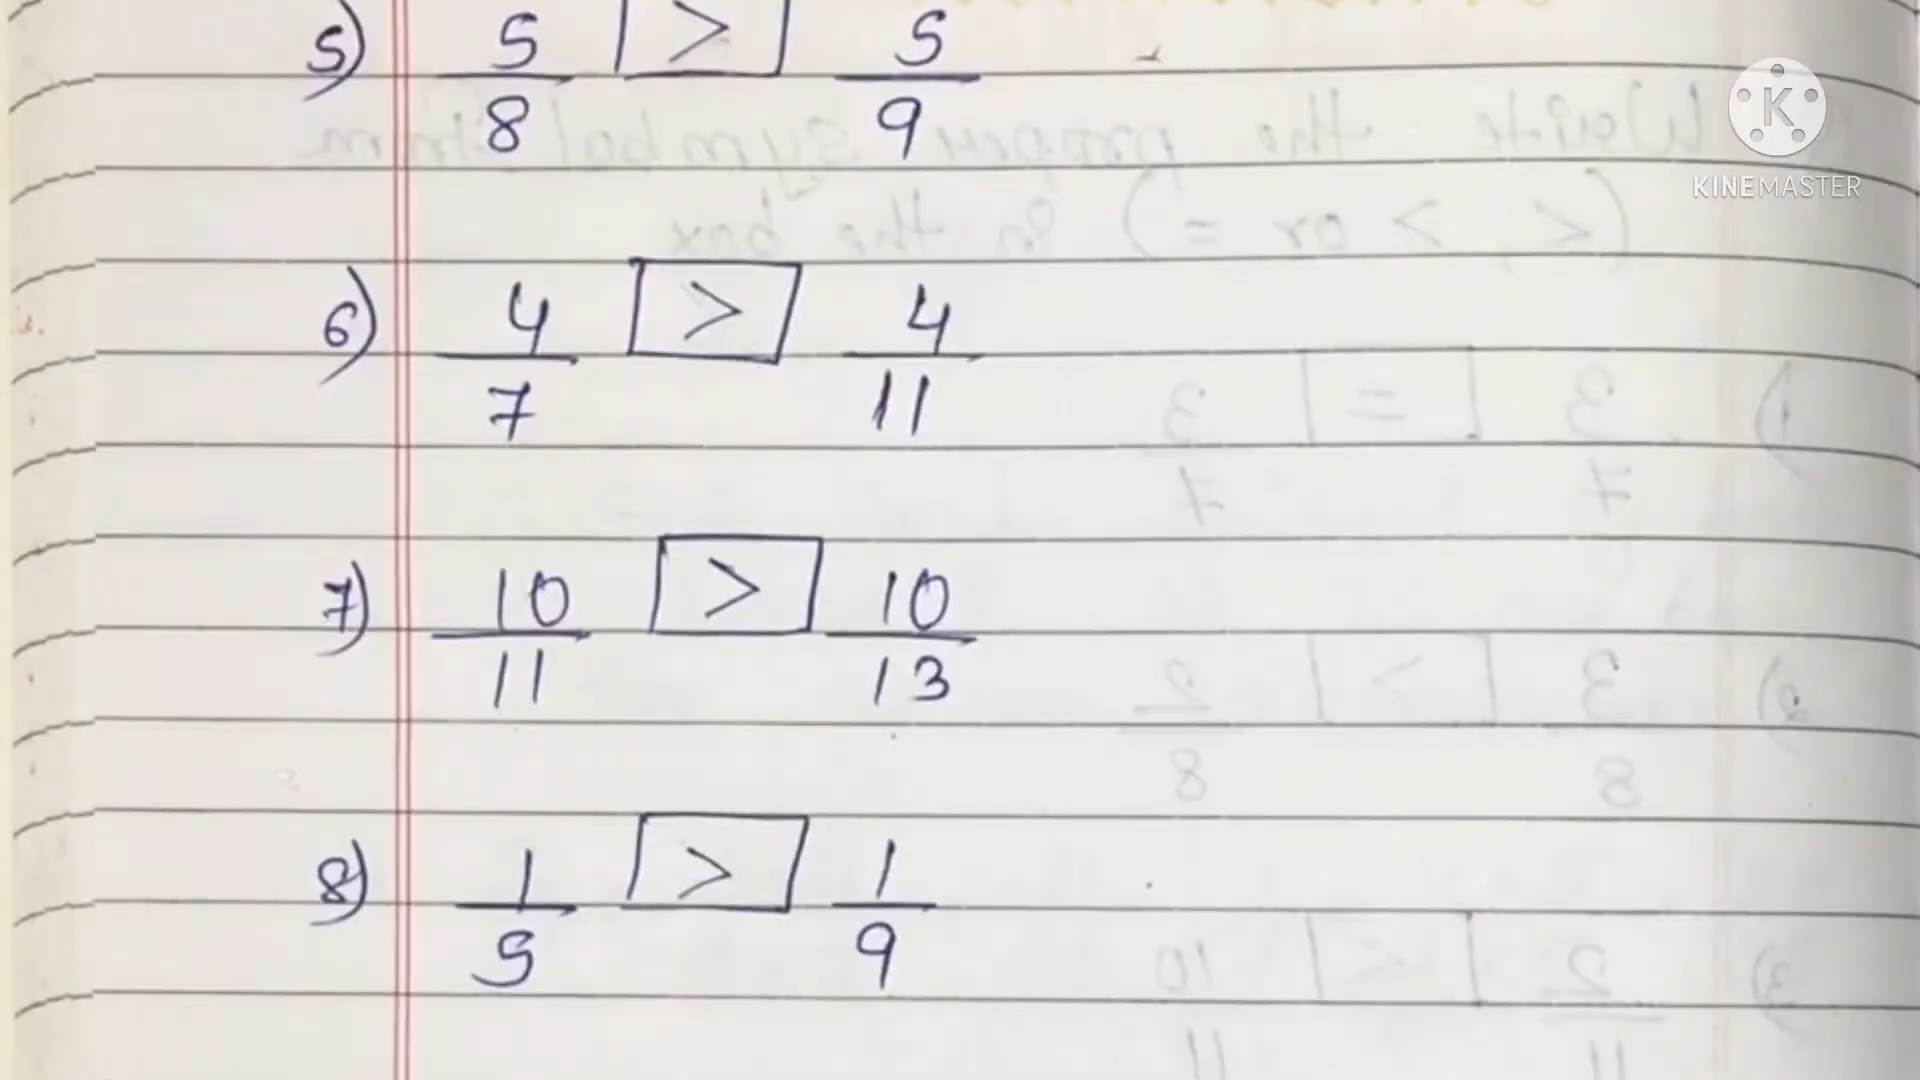 5) 5/8 > 5/9
6) 4/7 > 4/11
7) 10/11 > 10/13
8) 1/5 > 1/9
KINEMASTER